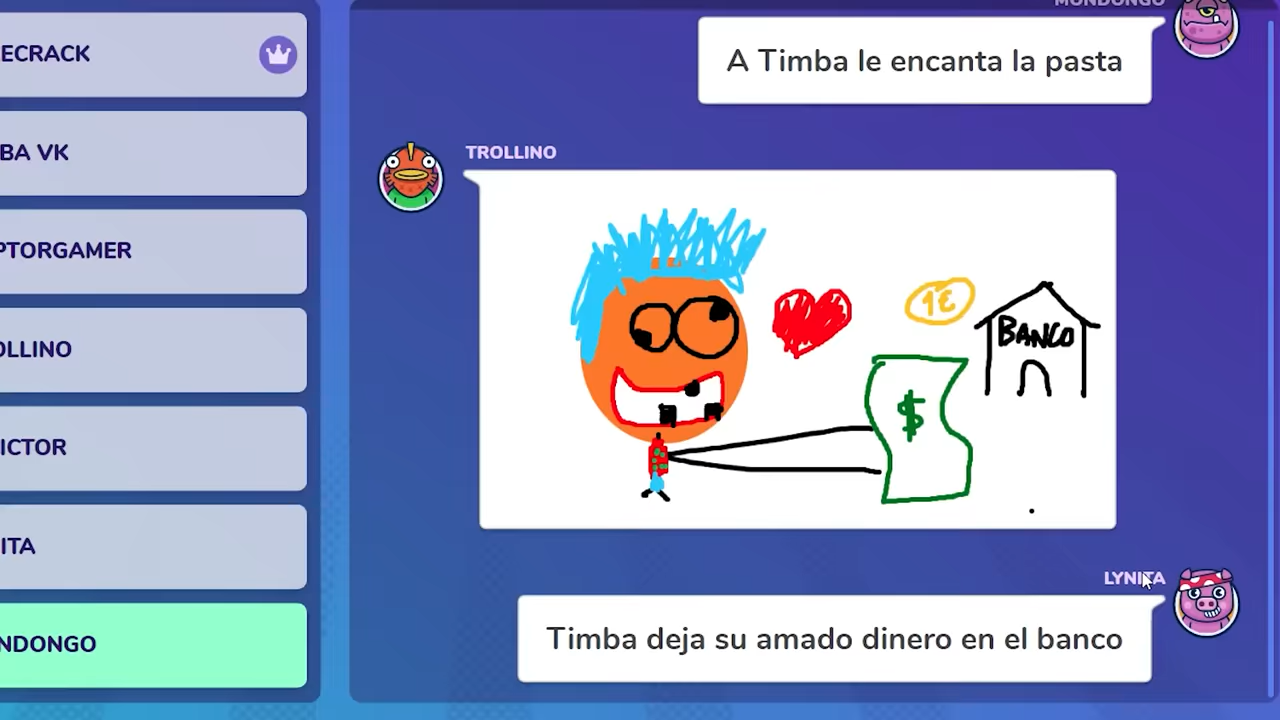 ECRACK
BA VK
PTORGAMER
OLLINO
ICTOR
ITA
NDONGO
MONDONGO
A Timba le encanta la pasta
TROLLINO
1€
BANCO
$
LYNITA
Timba deja su amado dinero en el banco